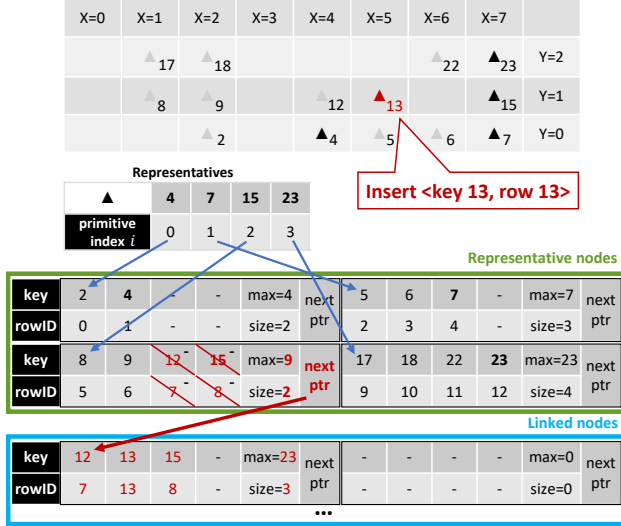 X=0 X=1 X=2 X=3 X=4 X=5 X=6 X=7
17 18 22 23 Y=2
8 9 12 13 15 Y=1
2 4 5 6 7 Y=0
Insert <key 13, row 13>
Representatives
▲ 4 7 15 23
primitive index i 0 1 2 3
Representative nodes
key 2 4 - - max=4 next ptr 5 6 7 - max=7 next ptr
rowID 0 1 - - size=2 2 3 4 - size=3
key 8 9 12 - 15 - max=9 next ptr 17 18 22 23 max=23 next ptr
rowID 5 6 7 - 8 - size=2 9 10 11 12 size=4
Linked nodes
key 12 13 15 - max=23 next ptr - - - - max=0 next ptr
rowID 7 13 8 - size=3 - - - - size=0
...